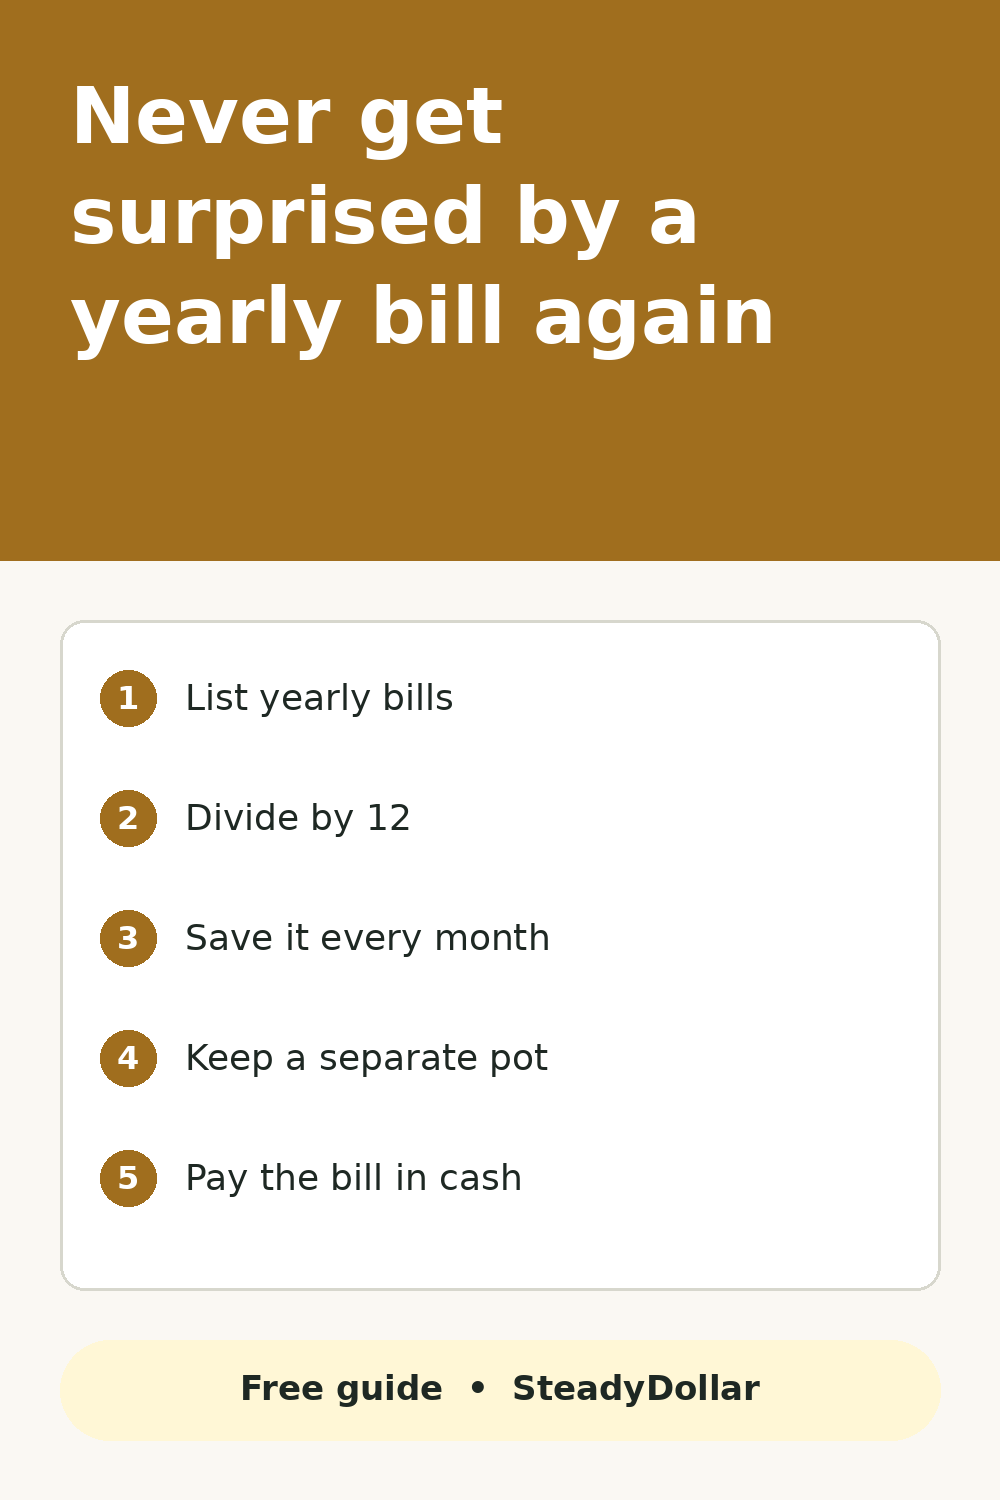 Never get
surprised by a
yearly bill again
1 List yearly bills
2 Divide by 12
3 Save it every month
4 Keep a separate pot
5 Pay the bill in cash
Free guide • SteadyDollar